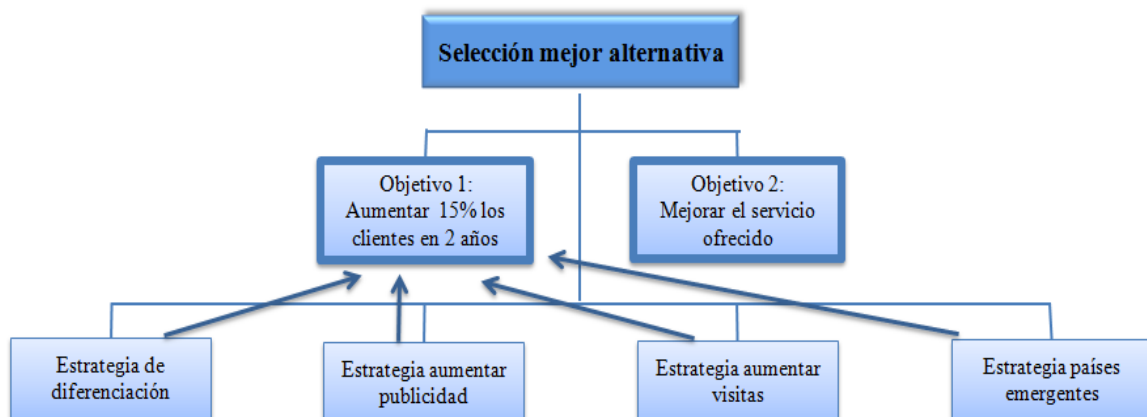 Selección mejor alternativa
Objetivo 1:
Aumentar 15% los
clientes en 2 años
Objetivo 2:
Mejorar el servicio
ofrecido
Estrategia de
diferenciación
Estrategia aumentar
publicidad
Estrategia aumentar
visitas
Estrategia países
emergentes